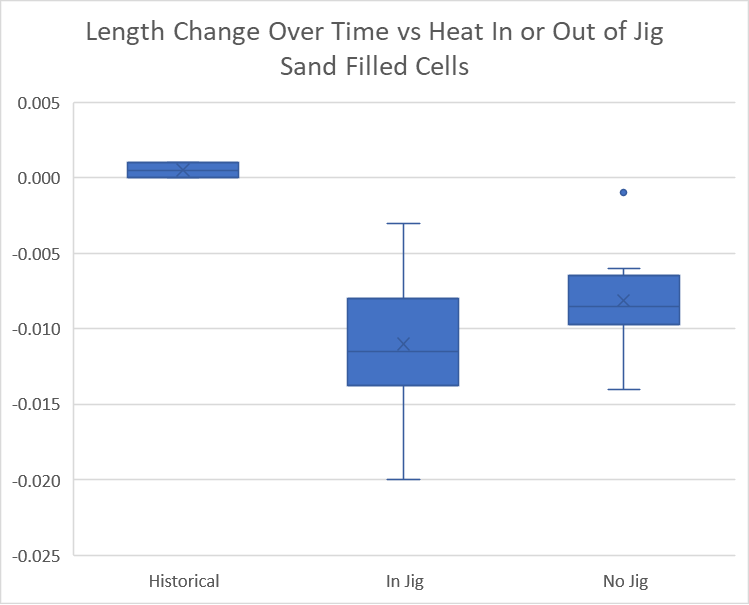 Length Change Over Time vs Heat In or Out of Jig
Sand Filled Cells
0.005
0.000
-0.005
-0.010
-0.015
-0.020
-0.025
Historical
In Jig
No Jig